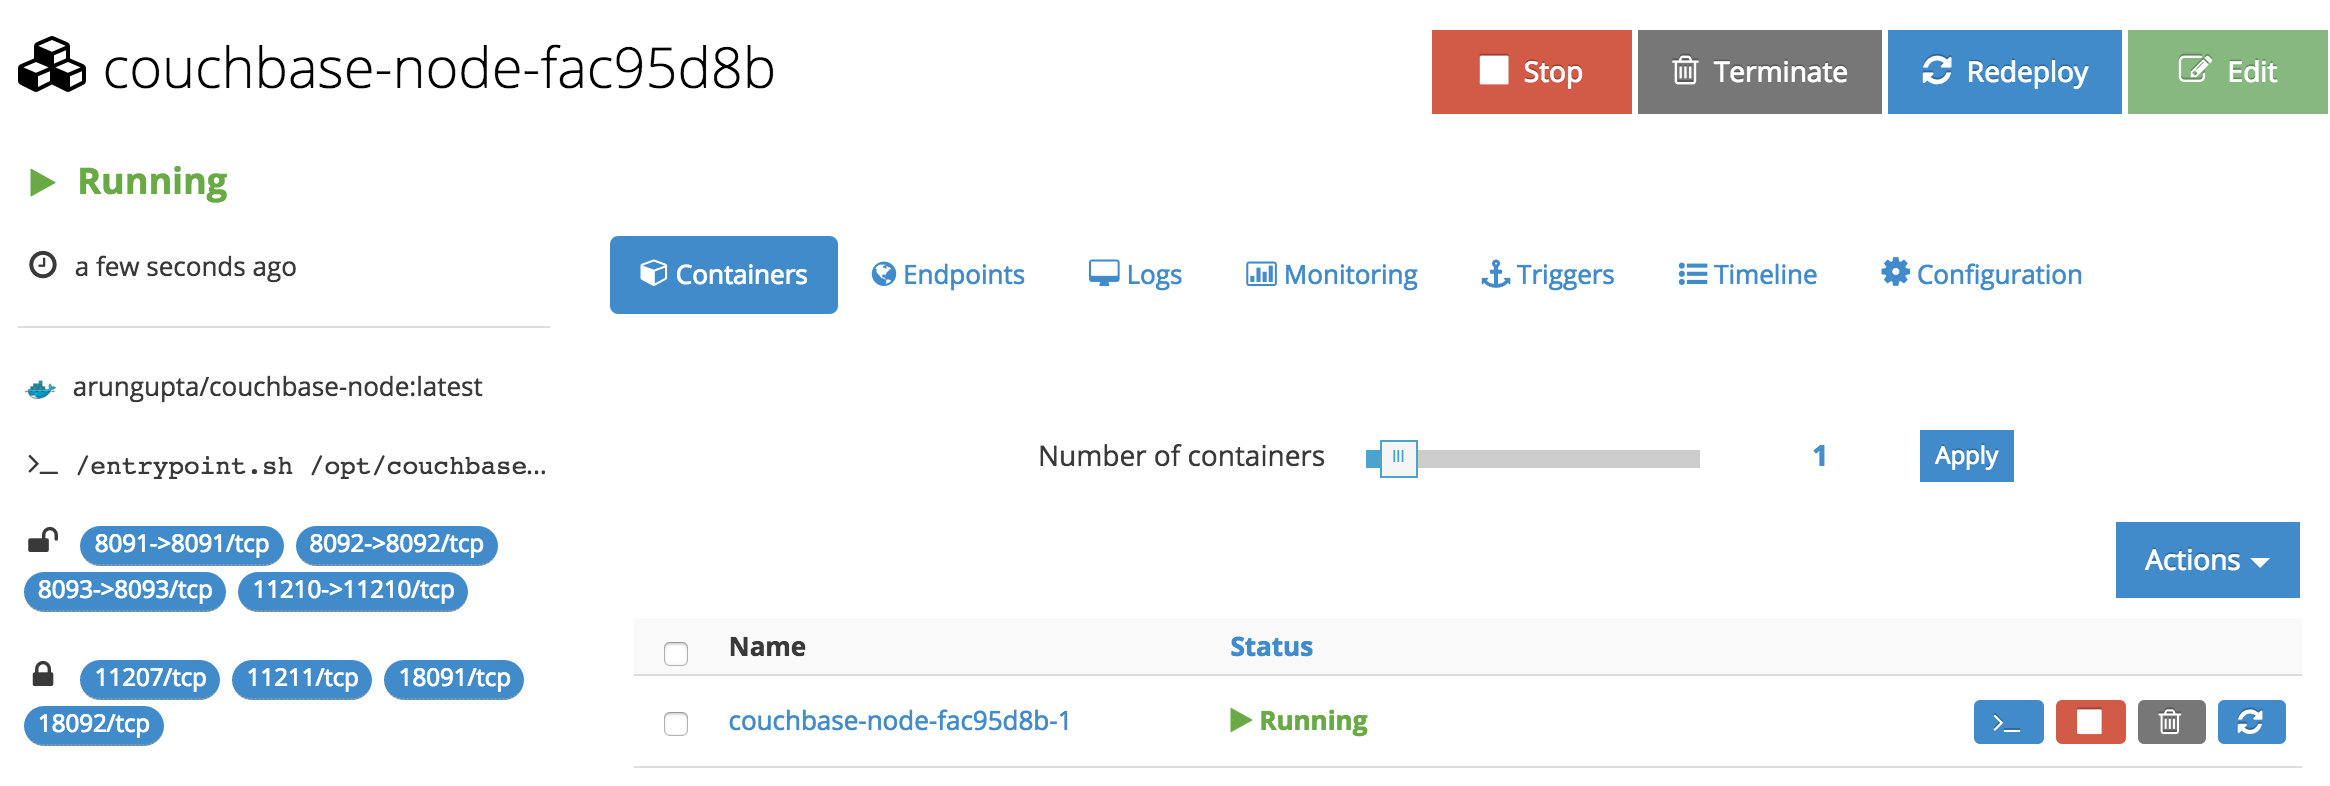 couchbase-node-fac95d8b
Stop Terminate Redeploy Edit
Running
a few seconds ago
Containers Endpoints Logs Monitoring Triggers Timeline Configuration
arungupta/couchbase-node:latest
>_ /entrypoint.sh /opt/couchbase...
Number of containers 1 Apply
8091->8091/tcp 8092->8092/tcp
8093->8093/tcp 11210->11210/tcp
11207/tcp 11211/tcp 18091/tcp
18092/tcp
Actions
Name Status
couchbase-node-fac95d8b-1 Running >_